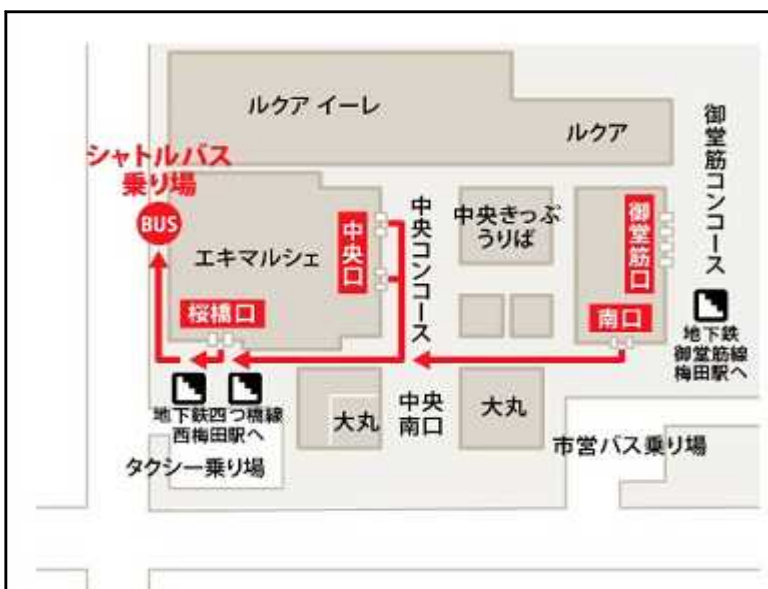 ルクア イーレ
ルクア
御堂筋コンコース
シャトルバス
乗り場
BUS
エキマルシェ
中央口
中央コンコース
中央きっぷ
うりば
御堂筋口
桜橋口
南口
地下鉄
御堂筋線
梅田駅へ
地下鉄四つ橋線
西梅田駅へ
大丸
中央
南口
大丸
タクシー乗り場
市営バス乗り場